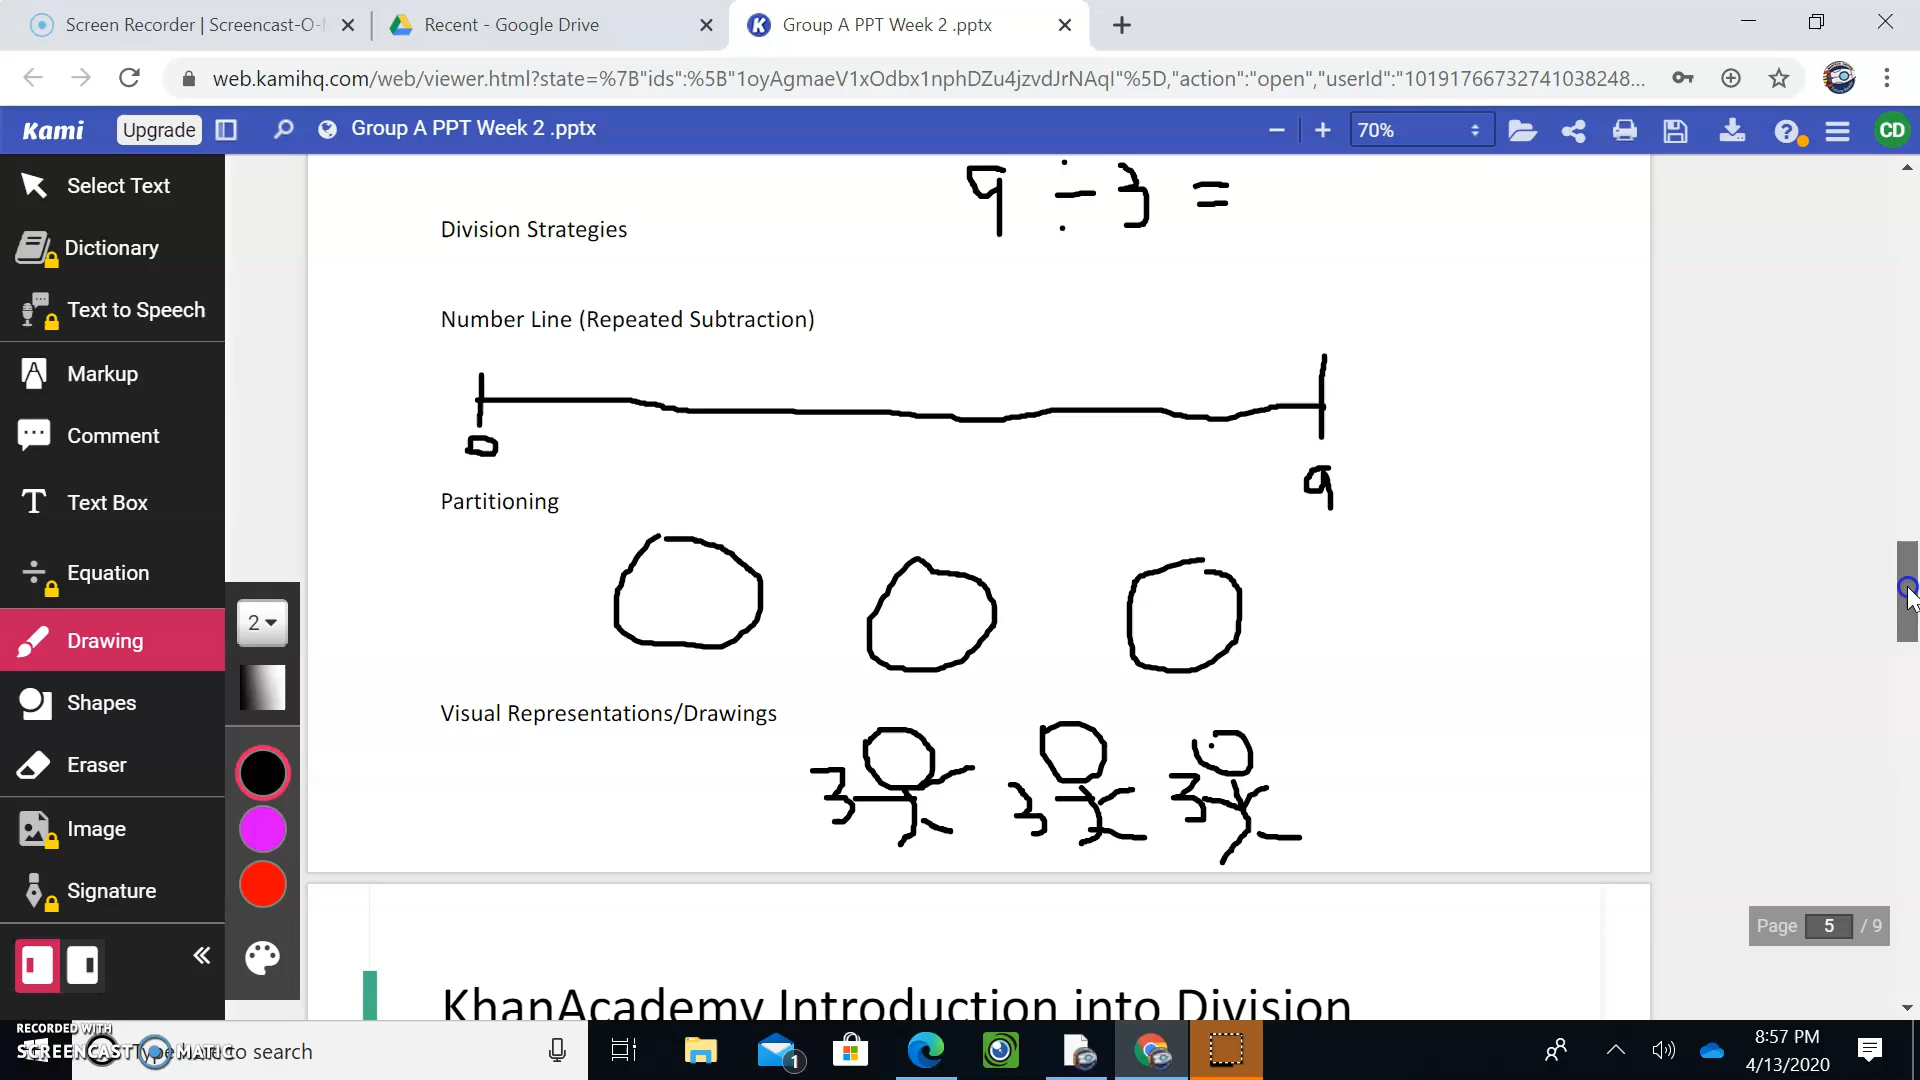 Screen Recorder | Screencast-O-
Recent - Google Drive
Group A PPT Week 2 .pptx
web.kamihq.com/web/viewer.html?state=%7B"ids":%5B"1oyAgmaeV1xOdbx1nphDZu4jzvdJrNAqI"%5D,"action":"open","userId":"10191766732741038248...
Kami
Upgrade
Group A PPT Week 2 .pptx
70%
CD
Select Text
Dictionary
Text to Speech
Markup
Comment
Text Box
Equation
Drawing
Shapes
Eraser
Image
Signature
2
9 ÷ 3 =
Division Strategies
Number Line (Repeated Subtraction)
0
9
Partitioning
Visual Representations/Drawings
3 3 3
Page 5 / 9
KhanAcademy Introduction into Division
RECORDED WITH
SCREENCAST MATIC
Type here to search
1
8:57 PM
4/13/2020